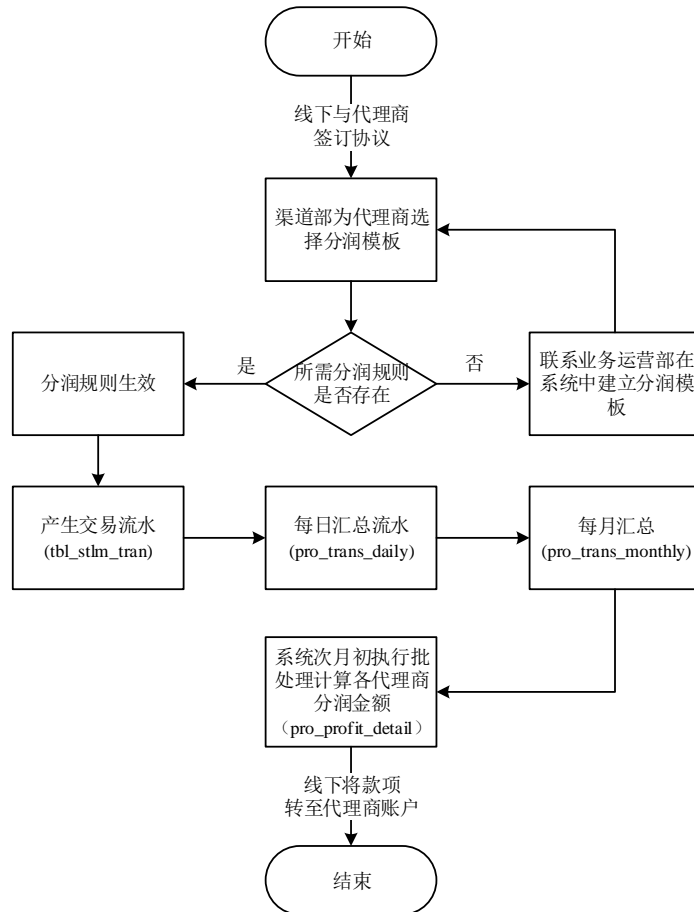 开始
线下与代理商
签订协议
渠道部为代理商选
择分润模板
所需分润规则
是否存在
是
否
分润规则生效
联系业务运营部在
系统中建立分润模
板
产生交易流水
(tbl_stlm_tran)
每日汇总流水
(pro_trans_daily)
每月汇总
(pro_trans_monthly)
系统次月初执行批
处理计算各代理商
分润金额
（pro_profit_detail）
线下将款项
转至代理商账户
结束